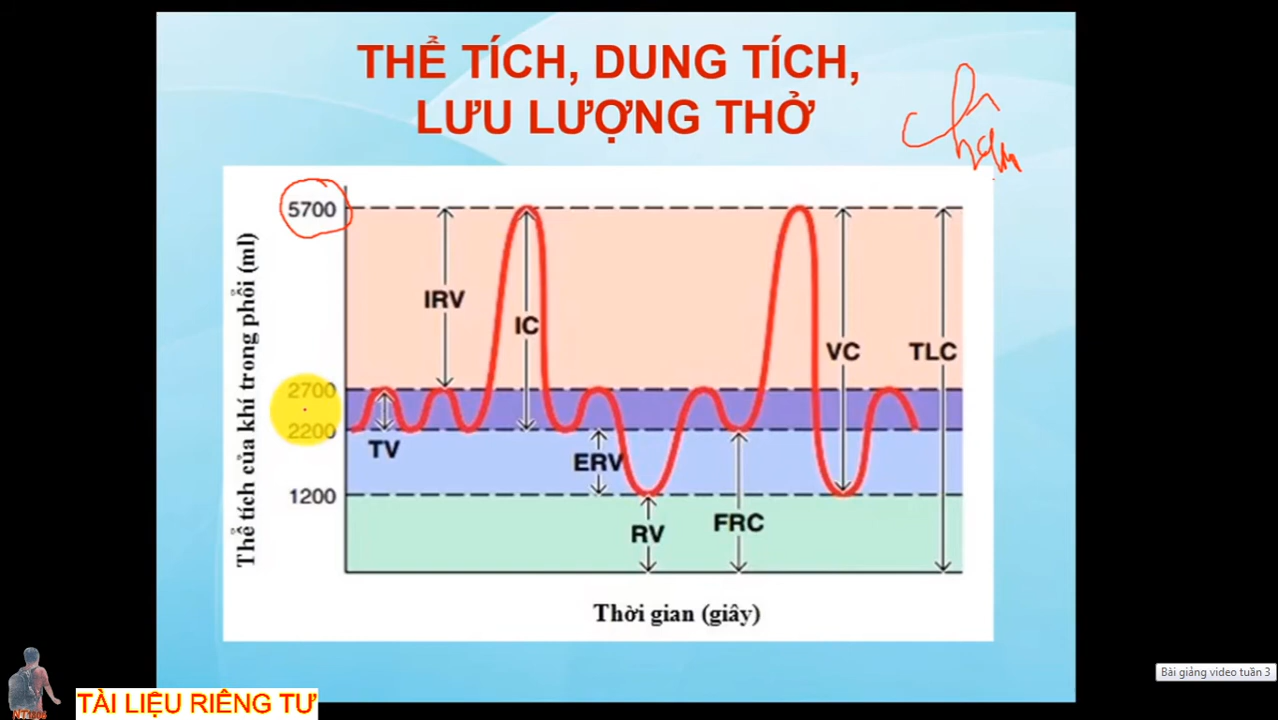 THỂ TÍCH, DUNG TÍCH,
LƯU LƯỢNG THỞ
Thể tích của khí trong phổi (ml)
5700
2700
2200
1200
IRV
IC
VC
TLC
TV
ERV
RV
FRC
Thời gian (giây)
Bài giảng video tuần 3
TÀI LIỆU RIÊNG TƯ